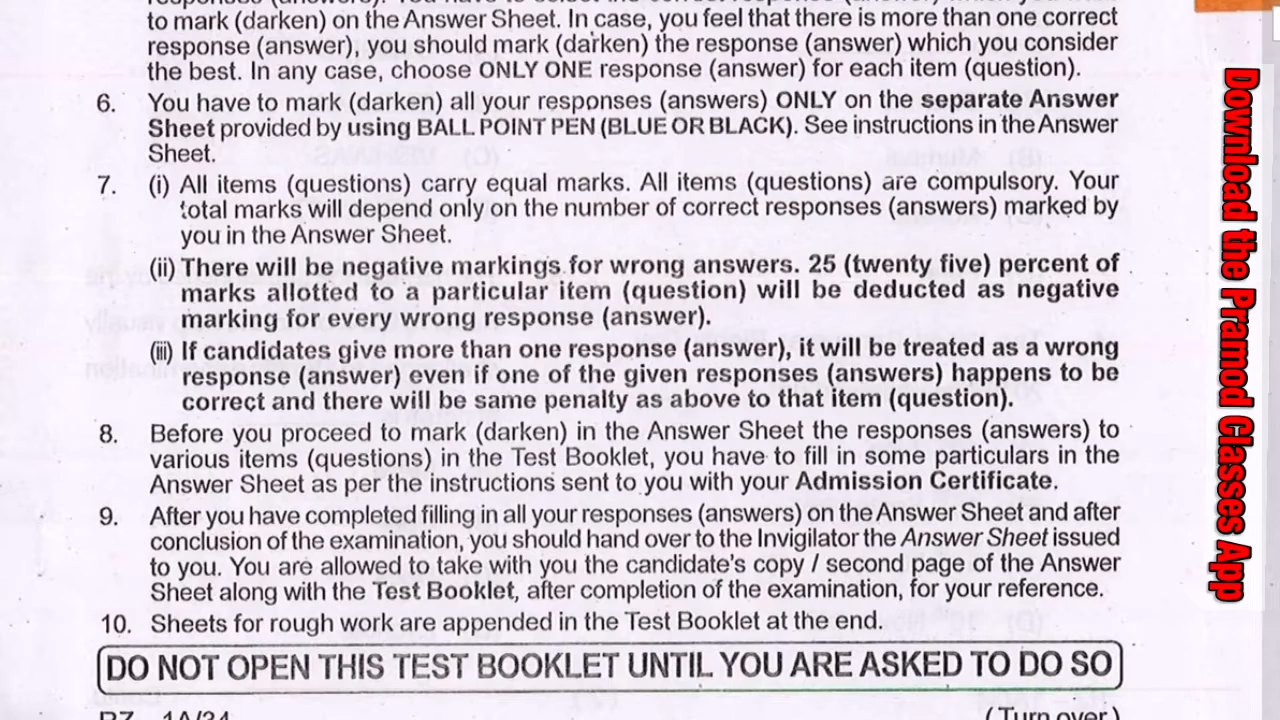 to mark (darken) on the Answer Sheet. In case, you feel that there is more than one correct
response (answer), you should mark (darken) the response (answer) which you consider
the best. In any case, choose ONLY ONE response (answer) for each item (question).
6. You have to mark (darken) all your responses (answers) ONLY on the separate Answer
Sheet provided by using BALL POINT PEN (BLUE OR BLACK). See instructions in the Answer
Sheet.
7. (i) All items (questions) carry equal marks. All items (questions) are compulsory. Your
total marks will depend only on the number of correct responses (answers) marked by
you in the Answer Sheet.
(ii) There will be negative markings for wrong answers. 25 (twenty five) percent of
marks allotted to a particular item (question) will be deducted as negative
marking for every wrong response (answer).
(iii) If candidates give more than one response (answer), it will be treated as a wrong
response (answer) even if one of the given responses (answers) happens to be
correct and there will be same penalty as above to that item (question).
8. Before you proceed to mark (darken) in the Answer Sheet the responses (answers) to
various items (questions) in the Test Booklet, you have to fill in some particulars in the
Answer Sheet as per the instructions sent to you with your Admission Certificate.
9. After you have completed filling in all your responses (answers) on the Answer Sheet and after
conclusion of the examination, you should hand over to the Invigilator the Answer Sheet issued
to you. You are allowed to take with you the candidate's copy / second page of the Answer
Sheet along with the Test Booklet, after completion of the examination, for your reference.
10. Sheets for rough work are appended in the Test Booklet at the end.
DO NOT OPEN THIS TEST BOOKLET UNTIL YOU ARE ASKED TO DO SO
(Turn over)
Download the Pramod Classes App